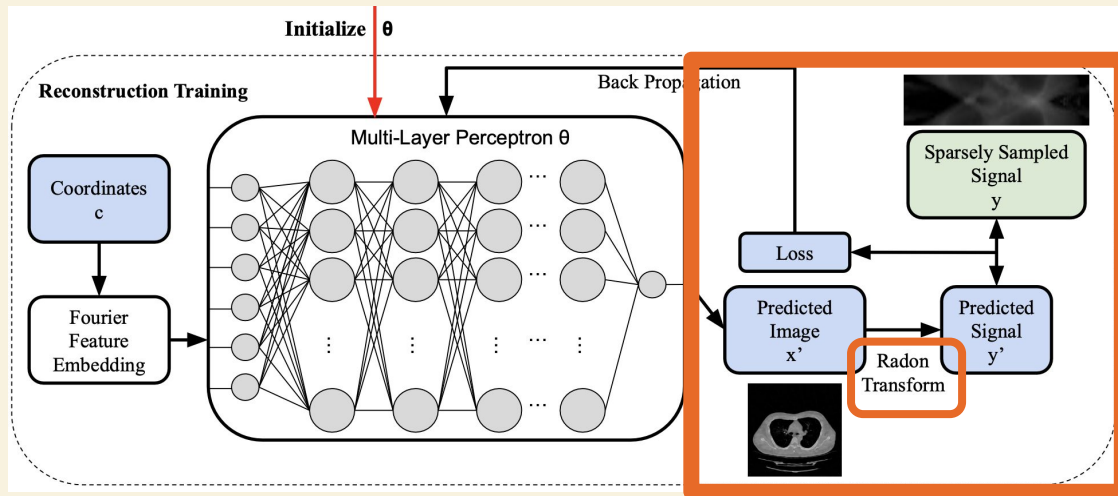 Initialize θ
Reconstruction Training
Back Propagation
Multi-Layer Perceptron θ
Coordinates
c
Fourier
Feature
Embedding
...
...
...
Sparsely Sampled
Signal
y
Loss
Predicted
Image
x’
Predicted
Signal
y’
Radon
Transform